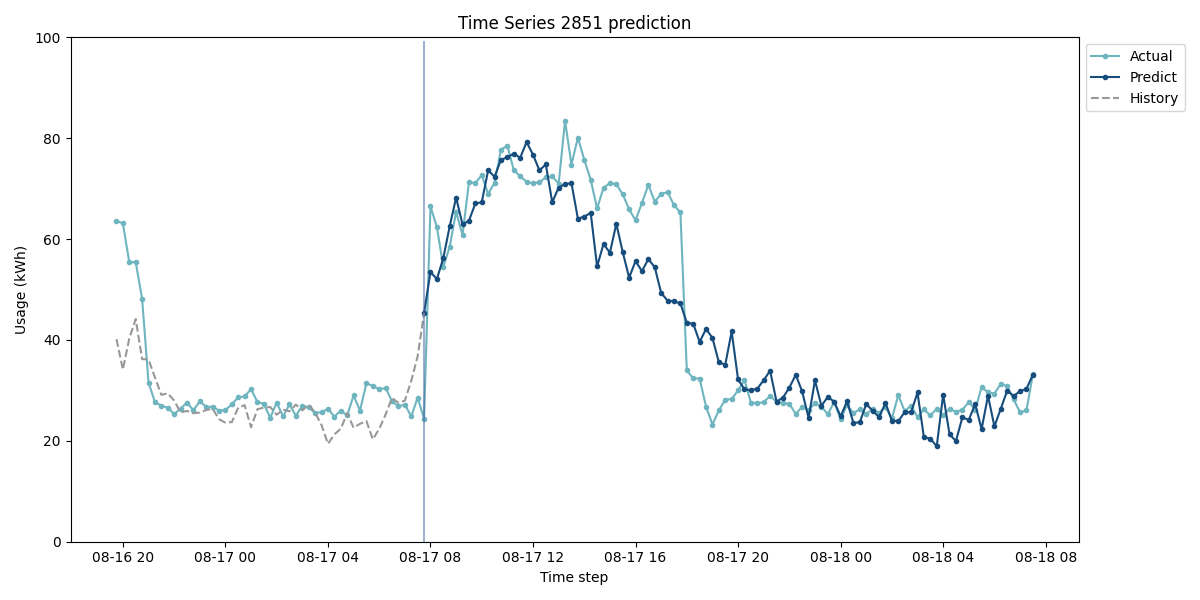 Time Series 2851 prediction
Usage (kWh)
100
80
60
40
20
0
08-16 20
08-17 00
08-17 04
08-17 08
08-17 12
08-17 16
08-17 20
08-18 00
08-18 04
08-18 08
Time step
Actual
Predict
History